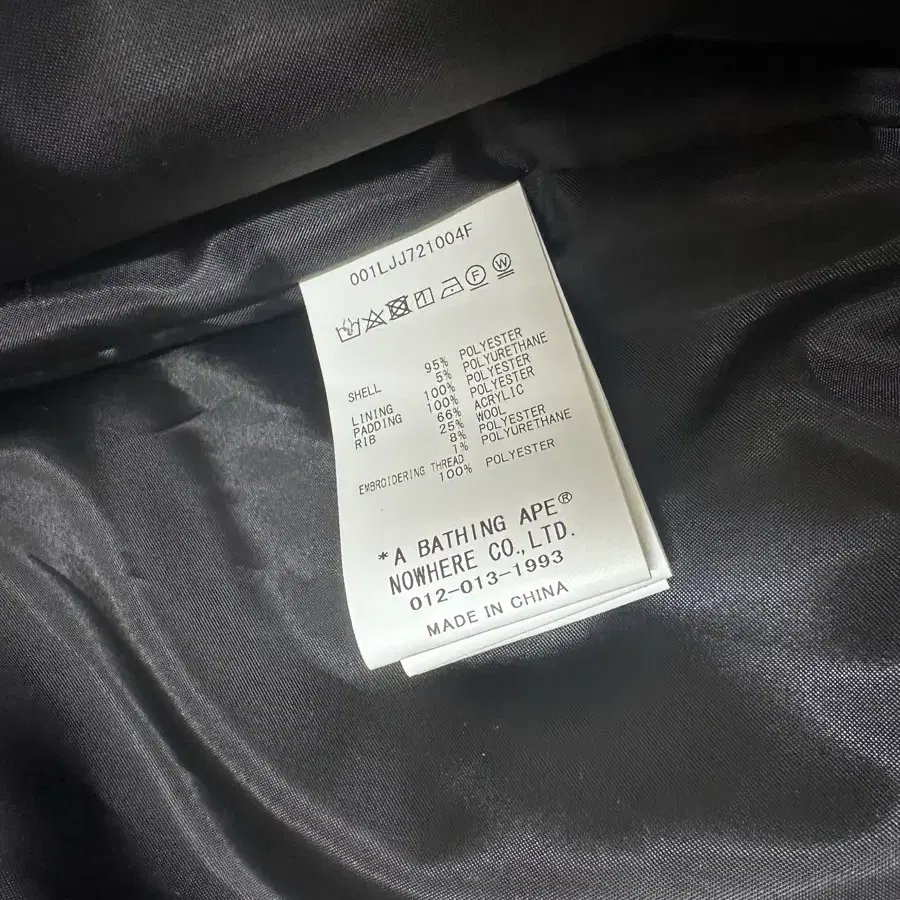 001LJJ721004F
SHELL 95% POLYESTER
5% POLYURETHANE
LINING 100% POLYESTER
PADDING 100% POLYESTER
RIB 66% ACRYLIC
25% WOOL
8% POLYESTER
1% POLYURETHANE
EMBROIDERING THREAD
100% POLYESTER
*A BATHING APE®
NOWHERE CO.,LTD.
012-013-1993
MADE IN CHINA